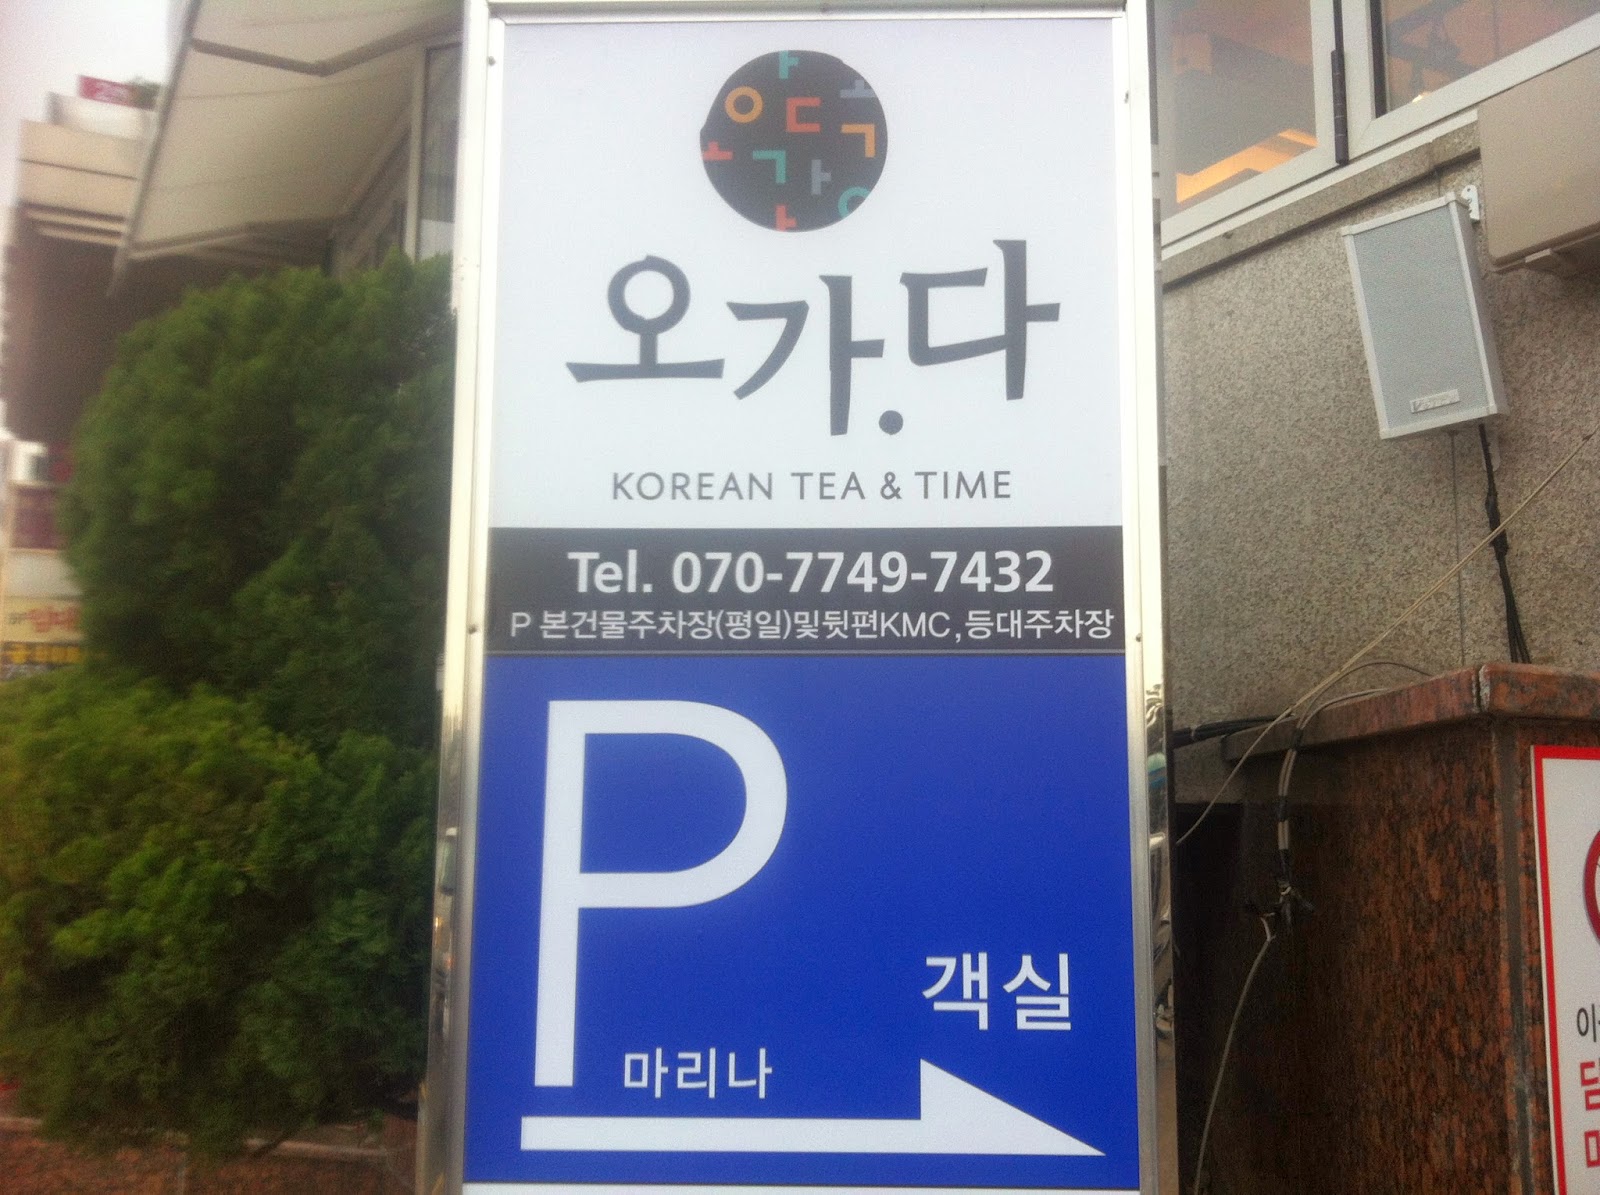 오가다
KOREAN TEA & TIME
Tel. 070-7749-7432
P 본건물주차장(평일)및뒷편KMC,등대주차장
P
객실
마리나